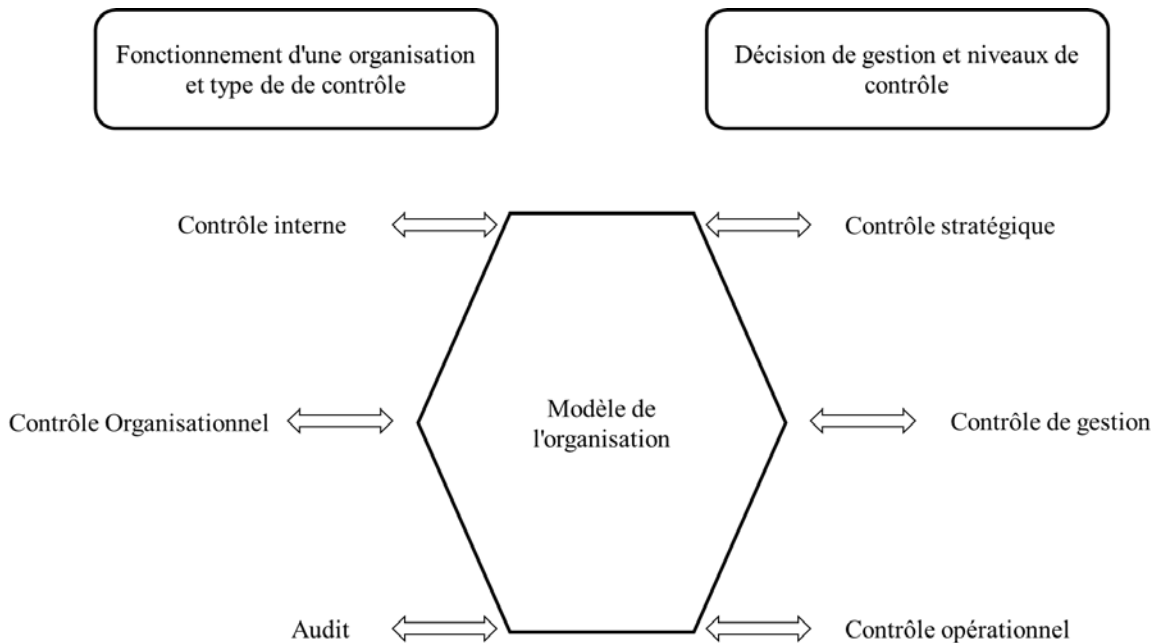 Fonctionnement d'une organisation
et type de de contrôle
Décision de gestion et niveaux de
contrôle
Contrôle interne
Contrôle stratégique
Contrôle Organisationnel
Modèle de
l'organisation
Contrôle de gestion
Audit
Contrôle opérationnel